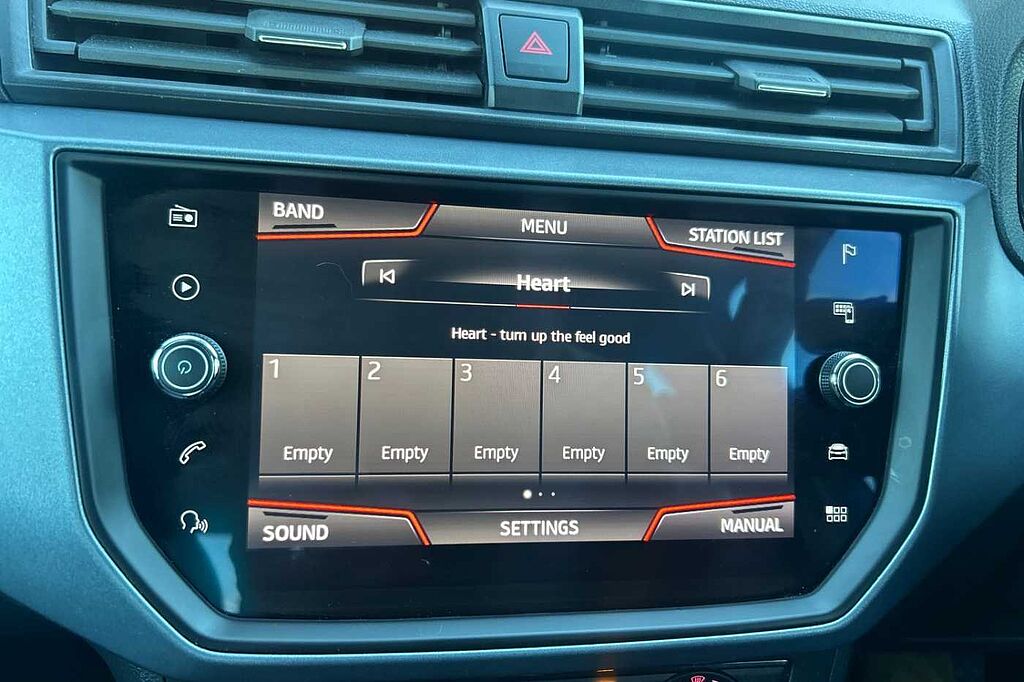 BAND MENU STATION LIST
Heart
Heart - turn up the feel good
1 2 3 4 5 6
Empty Empty Empty Empty Empty Empty
SOUND SETTINGS MANUAL